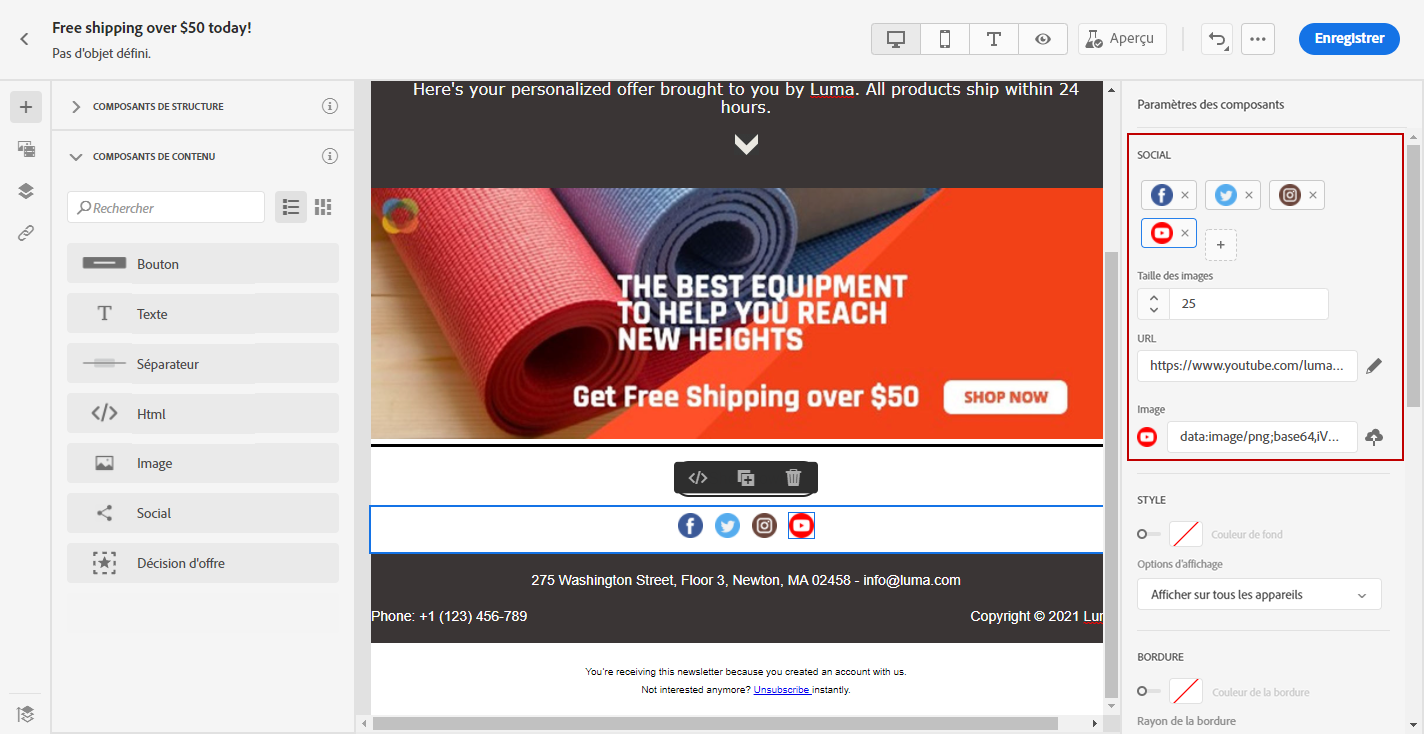 Free shipping over $50 today!
Pas d'objet défini.
Aperçu
Enregistrer
COMPOSANTS DE STRUCTURE
COMPOSANTS DE CONTENU
Rechercher
Bouton
Texte
Séparateur
Html
Image
Social
Décision d'offre
Here's your personalized offer brought to you by Luma. All products ship within 24
hours.
THE BEST EQUIPMENT
TO HELP YOU REACH
NEW HEIGHTS
Get Free Shipping over $50
SHOP NOW
275 Washington Street, Floor 3, Newton, MA 02458 - info@luma.com
Phone: +1 (123) 456-789
Copyright © 2021 Lur
You're receiving this newsletter because you created an account with us.
Not interested anymore? Unsubscribe instantly.
Paramètres des composants
SOCIAL
Taille des images
25
URL
https://www.youtube.com/luma...
Image
data:image/png;base64,iV...
STYLE
Couleur de fond
Options d'affichage
Afficher sur tous les appareils
BORDURE
Couleur de la bordure
Rayon de la bordure